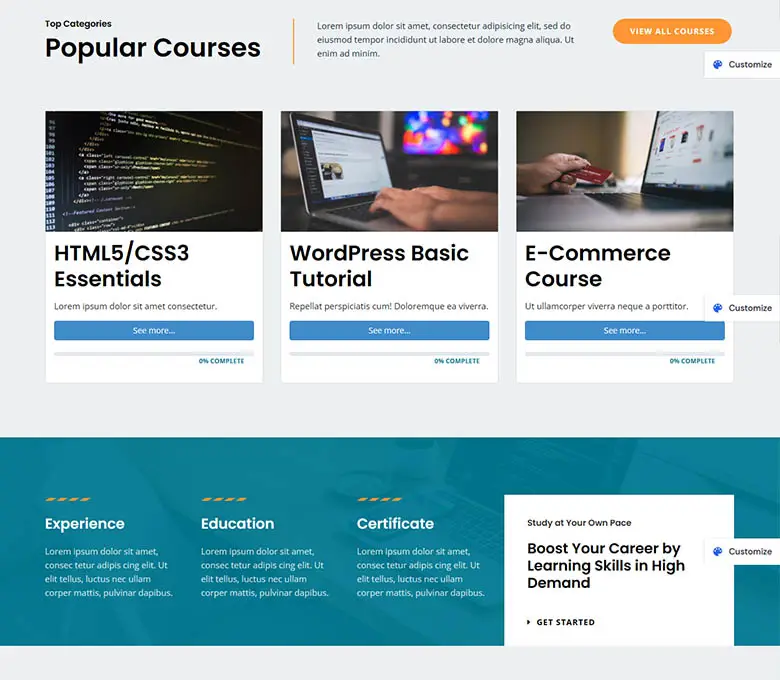 Top Categories
Popular Courses
Lorem ipsum dolor sit amet, consectetur adipisicing elit, sed do
eiusmod tempor incididunt ut labore et dolore magna aliqua. Ut
enim ad minim.
VIEW ALL COURSES
Customize
HTML5/CSS3
Essentials
Lorem ipsum dolor sit amet consectetur.
See more...
0% COMPLETE
WordPress Basic
Tutorial
Repellat perspiciatis cum! Doloremque ea viverra.
See more...
0% COMPLETE
E-Commerce
Course
Ut ullamcorper viverra neque a porttitor.
See more...
0% COMPLETE
Customize
Experience
Lorem ipsum dolor sit amet,
consec tetur adipis cing elit. Ut
elit tellus, luctus nec ullam
corper mattis, pulvinar dapibus.
Education
Lorem ipsum dolor sit amet,
consec tetur adipis cing elit. Ut
elit tellus, luctus nec ullam
corper mattis, pulvinar dapibus.
Certificate
Lorem ipsum dolor sit amet,
consec tetur adipis cing elit. Ut
elit tellus, luctus nec ullam
corper mattis, pulvinar dapibus.
Study at Your Own Pace
Boost Your Career by
Learning Skills in High
Demand
GET STARTED
Customize